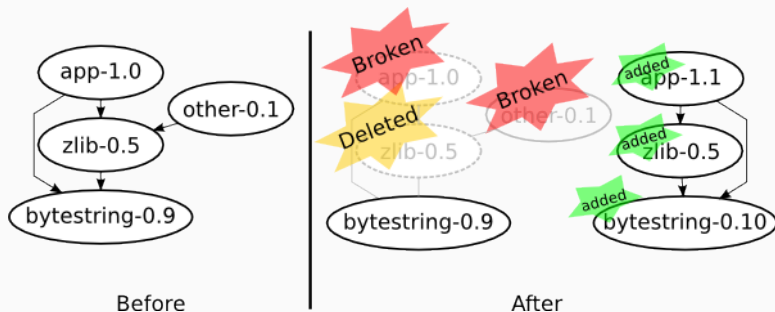 app-1.0
other-0.1
zlib-0.5
bytestring-0.9
Before
Broken
app-1.0
Deleted
zlib-0.5
Broken
other-0.1
bytestring-0.9
added
app-1.1
added
zlib-0.5
added
bytestring-0.10
After